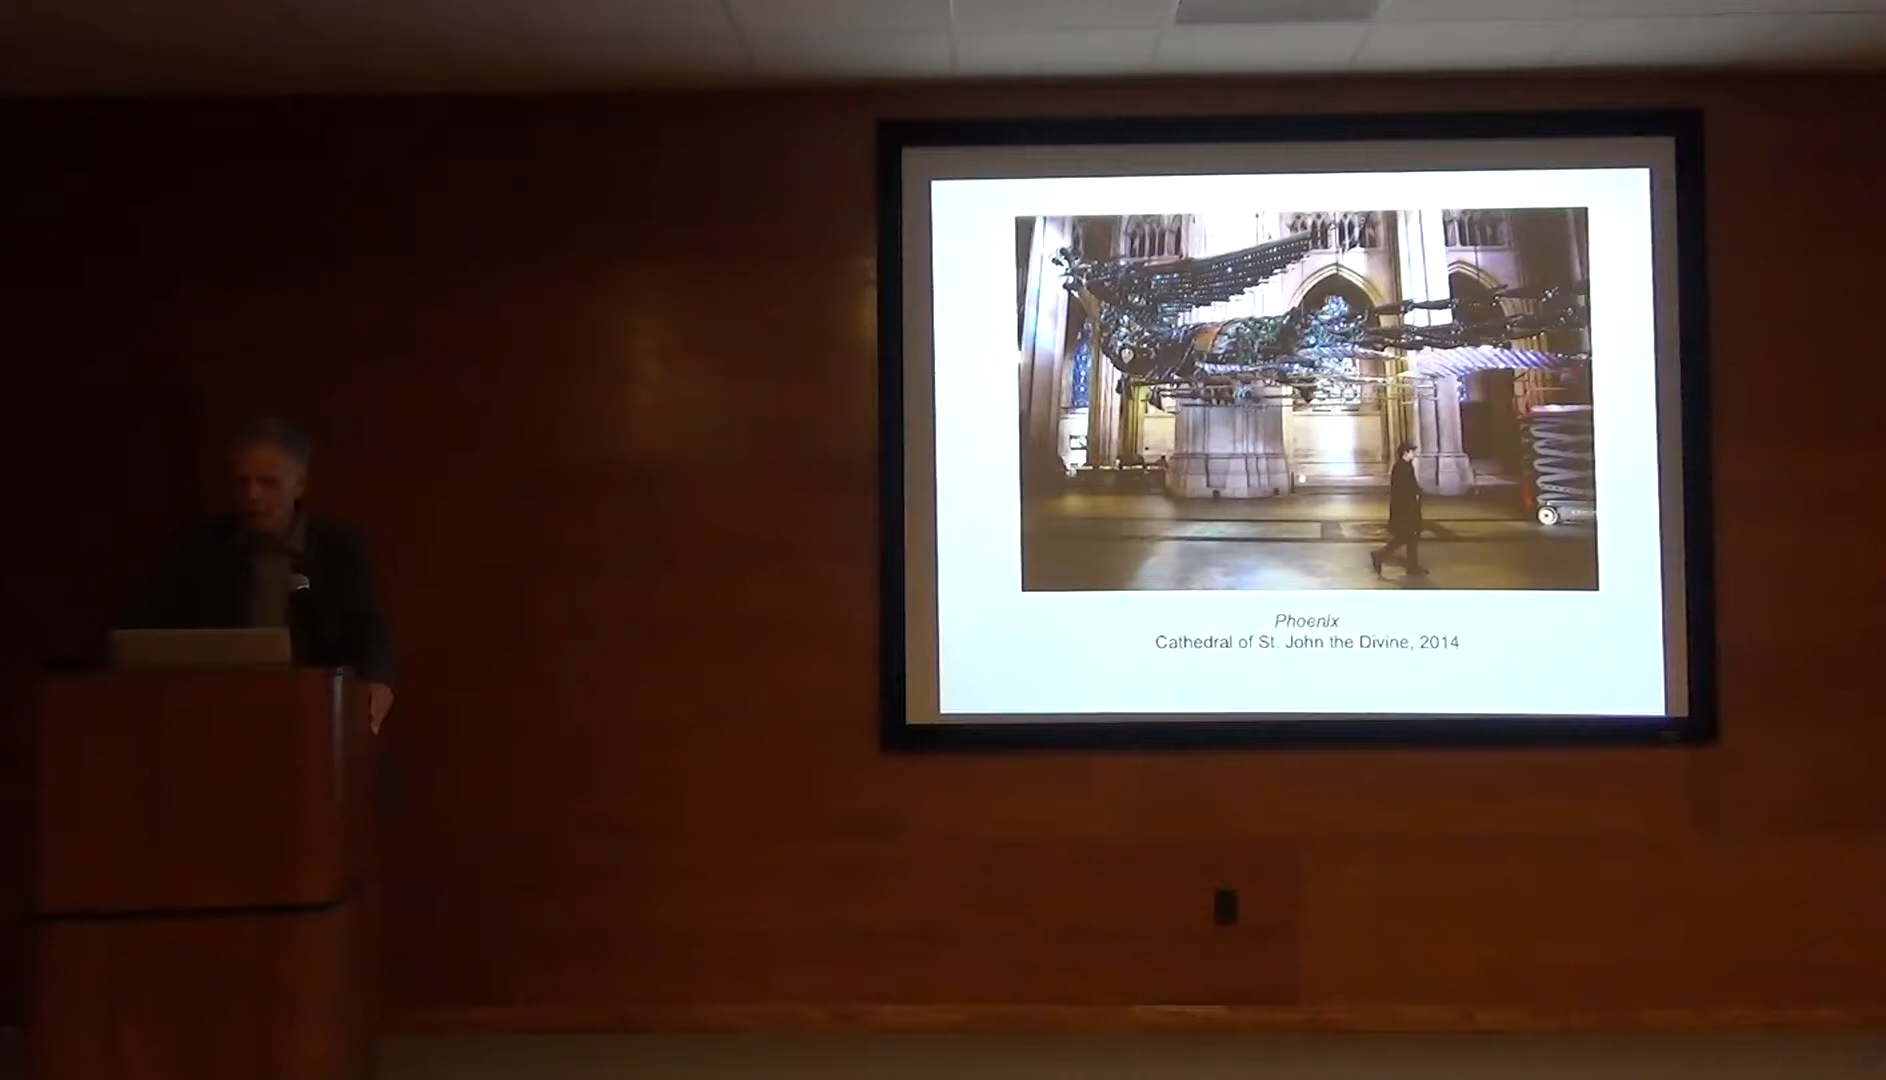 Phoenix
Cathedral of St. John the Divine, 2014